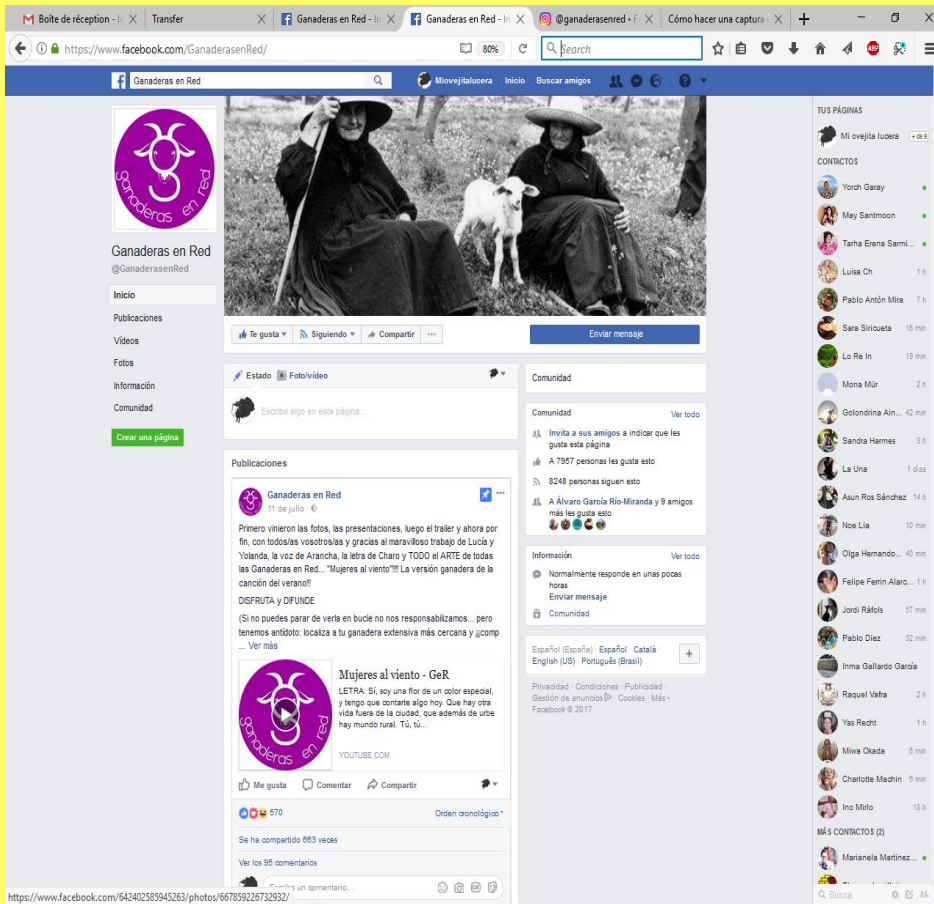 Boîte de réception - 
Transfer
Ganaderas en Red - In
Ganaderas en Red - In
@ganaderasenred • F
Cómo hacer una captura
https://www.facebook.com/GanaderasenRed/
80%
Search
ABP
Ganaderas en Red
Miovejitalucera
Inicio
Buscar amigos
ganaderas en red
Ganaderas en Red
@GanaderasenRed
Inicio
Publicaciones
Vídeos
Fotos
Información
Comunidad
Crear una página
Te gusta
Siguiendo
Compartir
Enviar mensaje
Estado
Foto/vídeo
Escribe algo en esta página...
Publicaciones
Ganaderas en Red
11 de julio ·
Primero vinieron las fotos, las presentaciones, luego el trailer y ahora por
fin, con todos/as vosotros/as y gracias al maravilloso trabajo de Lucía y
Yolanda, la voz de Arancha, la letra de Charo y TODO el ARTE de todas
las Ganaderas en Red... "Mujeres al viento"!!! La versión ganadera de la
canción del verano!!
DISFRUTA y DIFUNDE
(Si no puedes parar de verla en bucle no nos responsabilizamos... pero
tenemos antídoto: localiza a tu ganadera extensiva más cercana y ¡¡comp
... Ver más
ganaderas en red
Mujeres al viento - GeR
LETRA: Sí, soy una flor de un color especial,
y tengo que contarte algo hoy. Que hay otra
vida fuera de la ciudad, que además de urbe
hay mundo rural. Tú, tú...
YOUTUBE.COM
Me gusta
Comentar
Compartir
570
Orden cronológico
Se ha compartido 663 veces
Ver los 95 comentarios
Escribe un comentario...
https://www.facebook.com/642402585945263/photos/667859226732932/
Comunidad
Comunidad
Ver todo
Invita a sus amigos a indicar que les
gusta esta página
A 7957 personas les gusta esto
8248 personas siguen esto
A Álvaro García Río-Miranda y 9 amigos
más les gusta esto
Información
Ver todo
Normalmente responde en unas pocas
horas
Enviar mensaje
Comunidad
Español (España) · Español · Català ·
English (US) · Português (Brasil)
Privacidad · Condiciones · Publicidad ·
Gestión de anuncios · Cookies · Más ·
Facebook © 2017
TUS PÁGINAS
Mi ovejita lucera
+ de 9
CONTACTOS
Yorch Garay
May Santmoon
Tarha Erena Sarmi...
Luisa Ch 1 h
Pablo Antón Mira 7 h
Sara Siricueta 16 min
Lo Re In 19 min
Mona Mür 2 h
Golondrina Ain... 42 min
Sandra Harmes 3 h
La Una 1 días
Asun Ros Sánchez 14 h
Noe Lia 10 min
Olga Hernando... 40 min
Felipe Ferrin Alarc... 1 h
Jordi Ràfols 57 min
Pablo Diez 32 min
Inma Gallardo García
Raquel Vafra 2 h
Yas Recht 1 h
Miwa Okada 6 min
Charlotte Machin 6 min
Ino Mirlo 18 h
MÁS CONTACTOS (2)
Marianela Martínez...
Busca